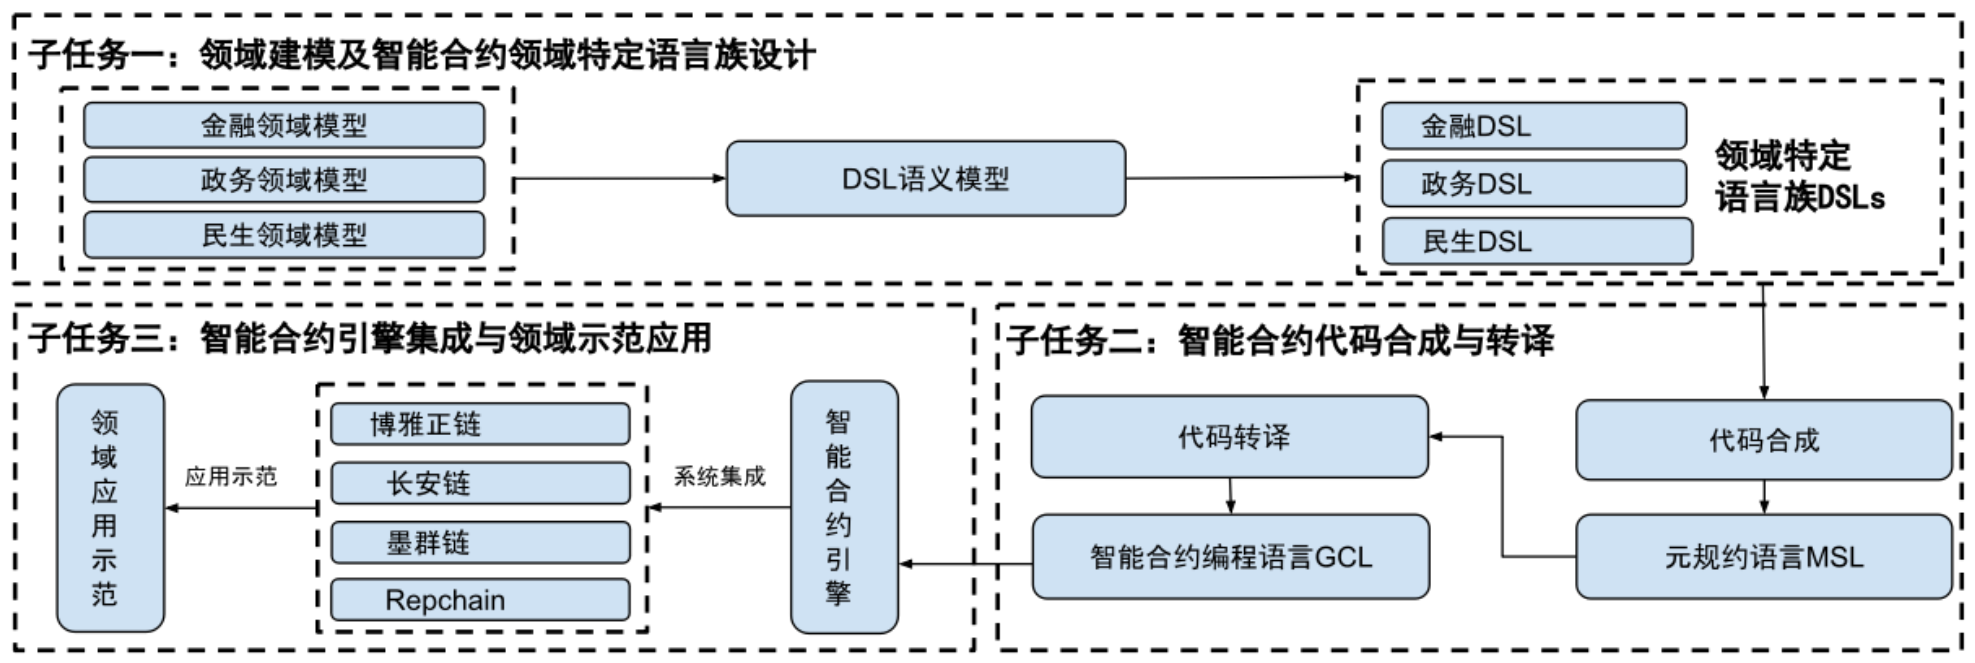 子任务一：领域建模及智能合约领域特定语言族设计
金融领域模型
政务领域模型
民生领域模型
DSL语义模型
金融DSL
政务DSL
民生DSL
领域特定
语言族DSLs
子任务二：智能合约代码合成与转译
代码合成
元规约语言MSL
代码转译
智能合约编程语言GCL
子任务三：智能合约引擎集成与领域示范应用
智能合约引擎
系统集成
博雅正链
长安链
墨群链
Repchain
应用示范
领域应用示范